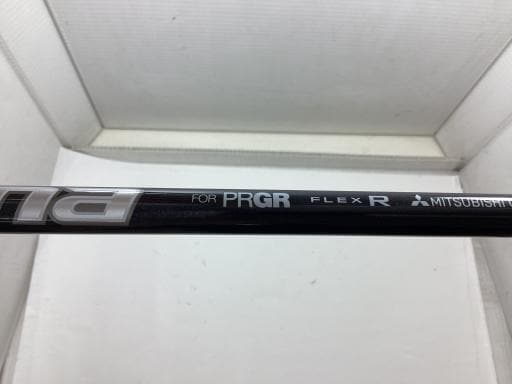 FOR PRGR FLEX R MITSUBISHI